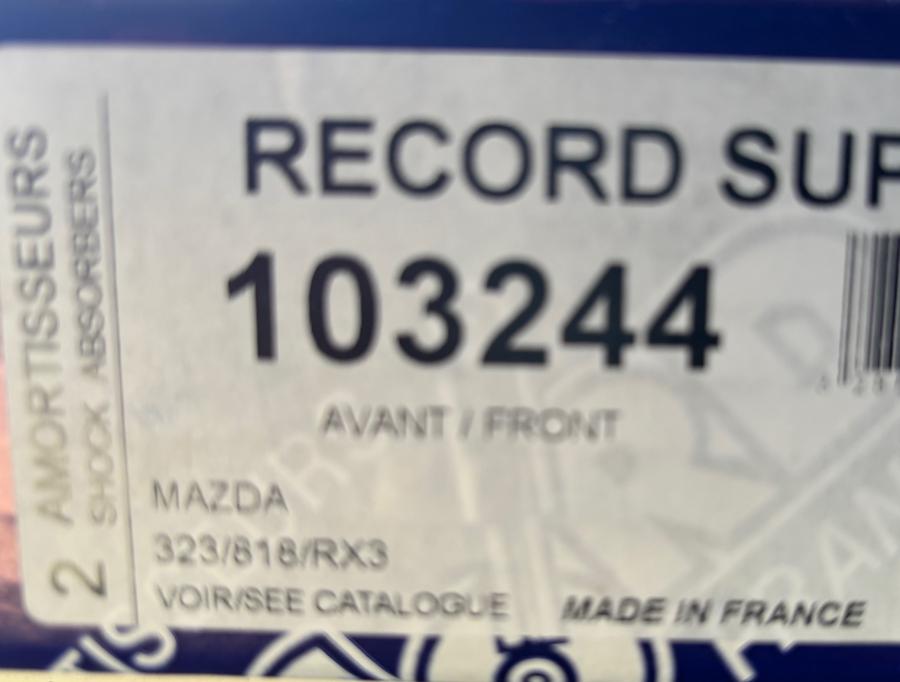 2 AMORTISSEURS
SHOCK ABSORBERS
RECORD SUP
103244
AVANT / FRONT
MAZDA
323/818/RX3
VOIR/SEE CATALOGUE
MADE IN FRANCE